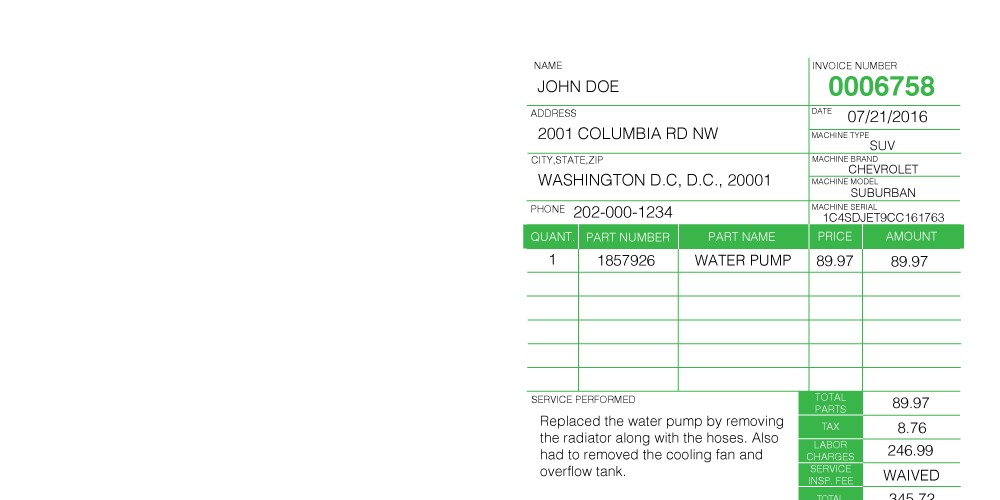 NAME
JOHN DOE
INVOICE NUMBER
0006758
ADDRESS
2001 COLUMBIA RD NW
DATE 07/21/2016
MACHINE TYPE
SUV
CITY,STATE,ZIP
WASHINGTON D.C, D.C., 20001
MACHINE BRAND
CHEVROLET
MACHINE MODEL
SUBURBAN
PHONE 202-000-1234
MACHINE SERIAL
1C4SDJET9CC161763
QUANT. PART NUMBER PART NAME PRICE AMOUNT
1 1857926 WATER PUMP 89.97 89.97
SERVICE PERFORMED
Replaced the water pump by removing
the radiator along with the hoses. Also
had to removed the cooling fan and
overflow tank.
TOTAL
PARTS
89.97
TAX 8.76
LABOR
CHARGES
246.99
SERVICE
INSP. FEE
WAIVED
TOTAL 345.72